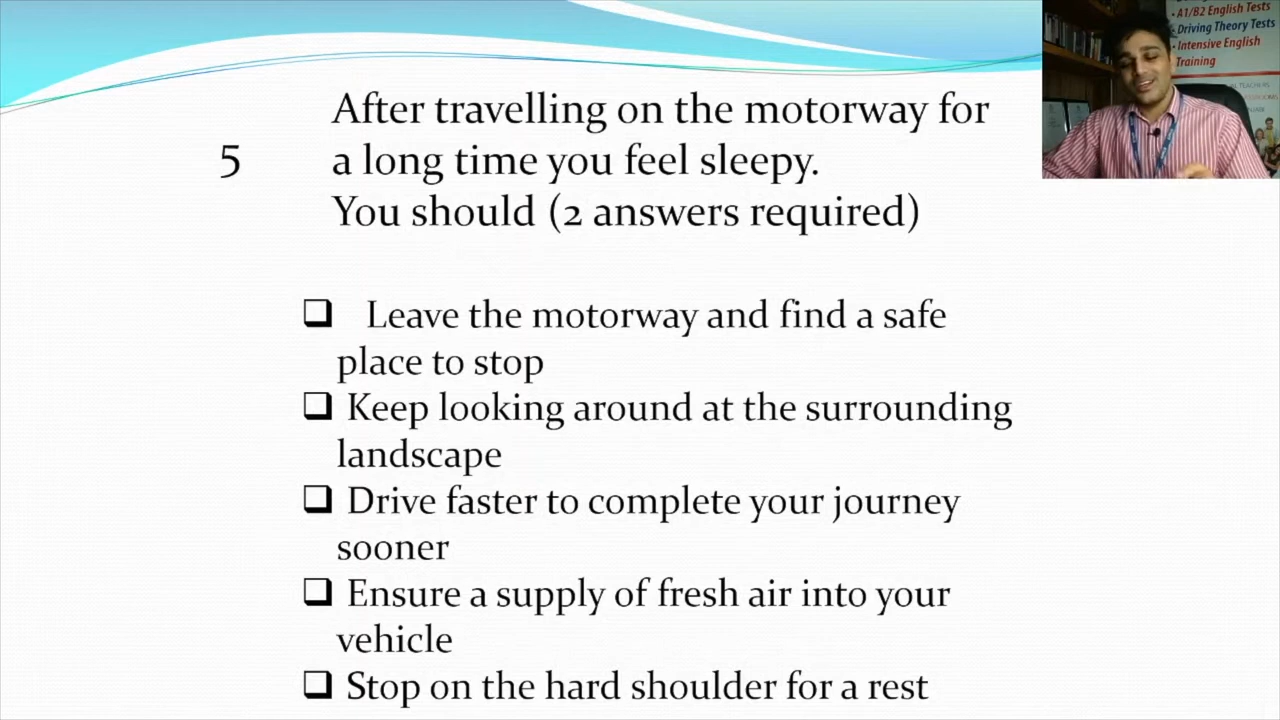 • A1/B2 English Tests
• Driving Theory Tests
• Intensive English
Training
After travelling on the motorway for
5 a long time you feel sleepy.
You should (2 answers required)
❑ Leave the motorway and find a safe
place to stop
❑ Keep looking around at the surrounding
landscape
❑ Drive faster to complete your journey
sooner
❑ Ensure a supply of fresh air into your
vehicle
❑ Stop on the hard shoulder for a rest